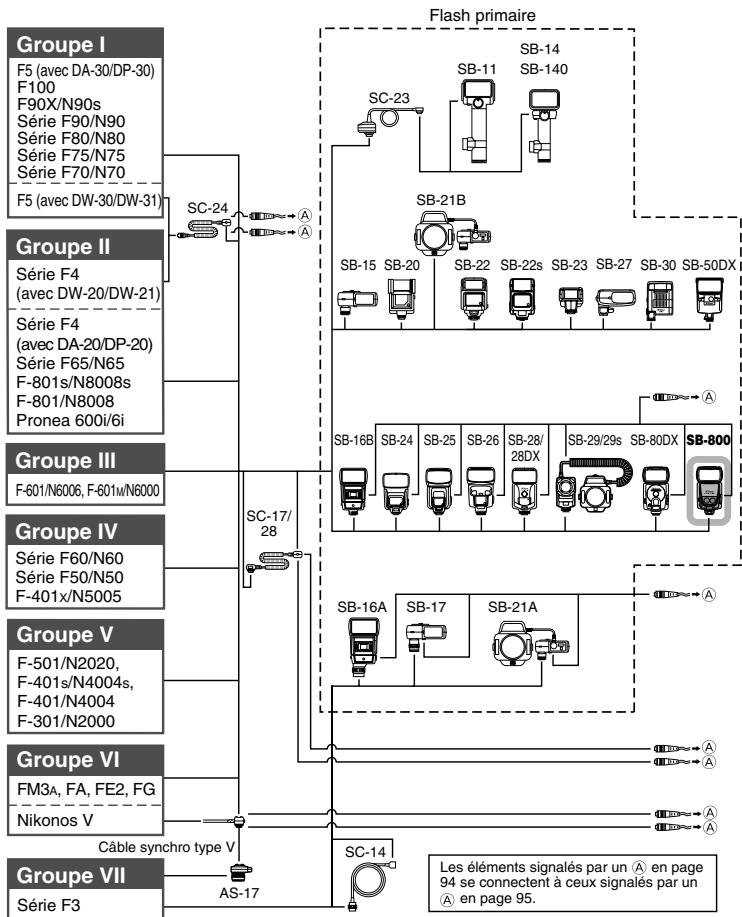 Flash primaire
Groupe I
F5 (avec DA-30/DP-30)
F100
F90X/N90s
Série F90/N90
Série F80/N80
Série F75/N75
Série F70/N70
F5 (avec DW-30/DW-31)
SC-24
A
A
Groupe II
Série F4
(avec DW-20/DW-21)
Série F4
(avec DA-20/DP-20)
Série F65/N65
F-801s/N8008s
F-801/N8008
Pronea 600i/6i
Groupe III
F-601/N6006, F-601M/N6000
Groupe IV
Série F60/N60
Série F50/N50
F-401x/N5005
SC-17/
28
Groupe V
F-501/N2020,
F-401s/N4004s,
F-401/N4004
F-301/N2000
Groupe VI
FM3A, FA, FE2, FG
Nikonos V
Câble synchro type V
AS-17
Groupe VII
Série F3
SC-14
SC-23
SB-11
SB-14
SB-140
SB-21B
SB-15
SB-20
SB-22
SB-22s
SB-23
SB-27
SB-30
SB-50DX
A
SB-16B
SB-24
SB-25
SB-26
SB-28/
28DX
SB-29/29s
SB-80DX
SB-800
SB-16A
SB-17
SB-21A
A
A
A
A
A
Les éléments signalés par un Ⓐ en page
94 se connectent à ceux signalés par un
Ⓐ en page 95.